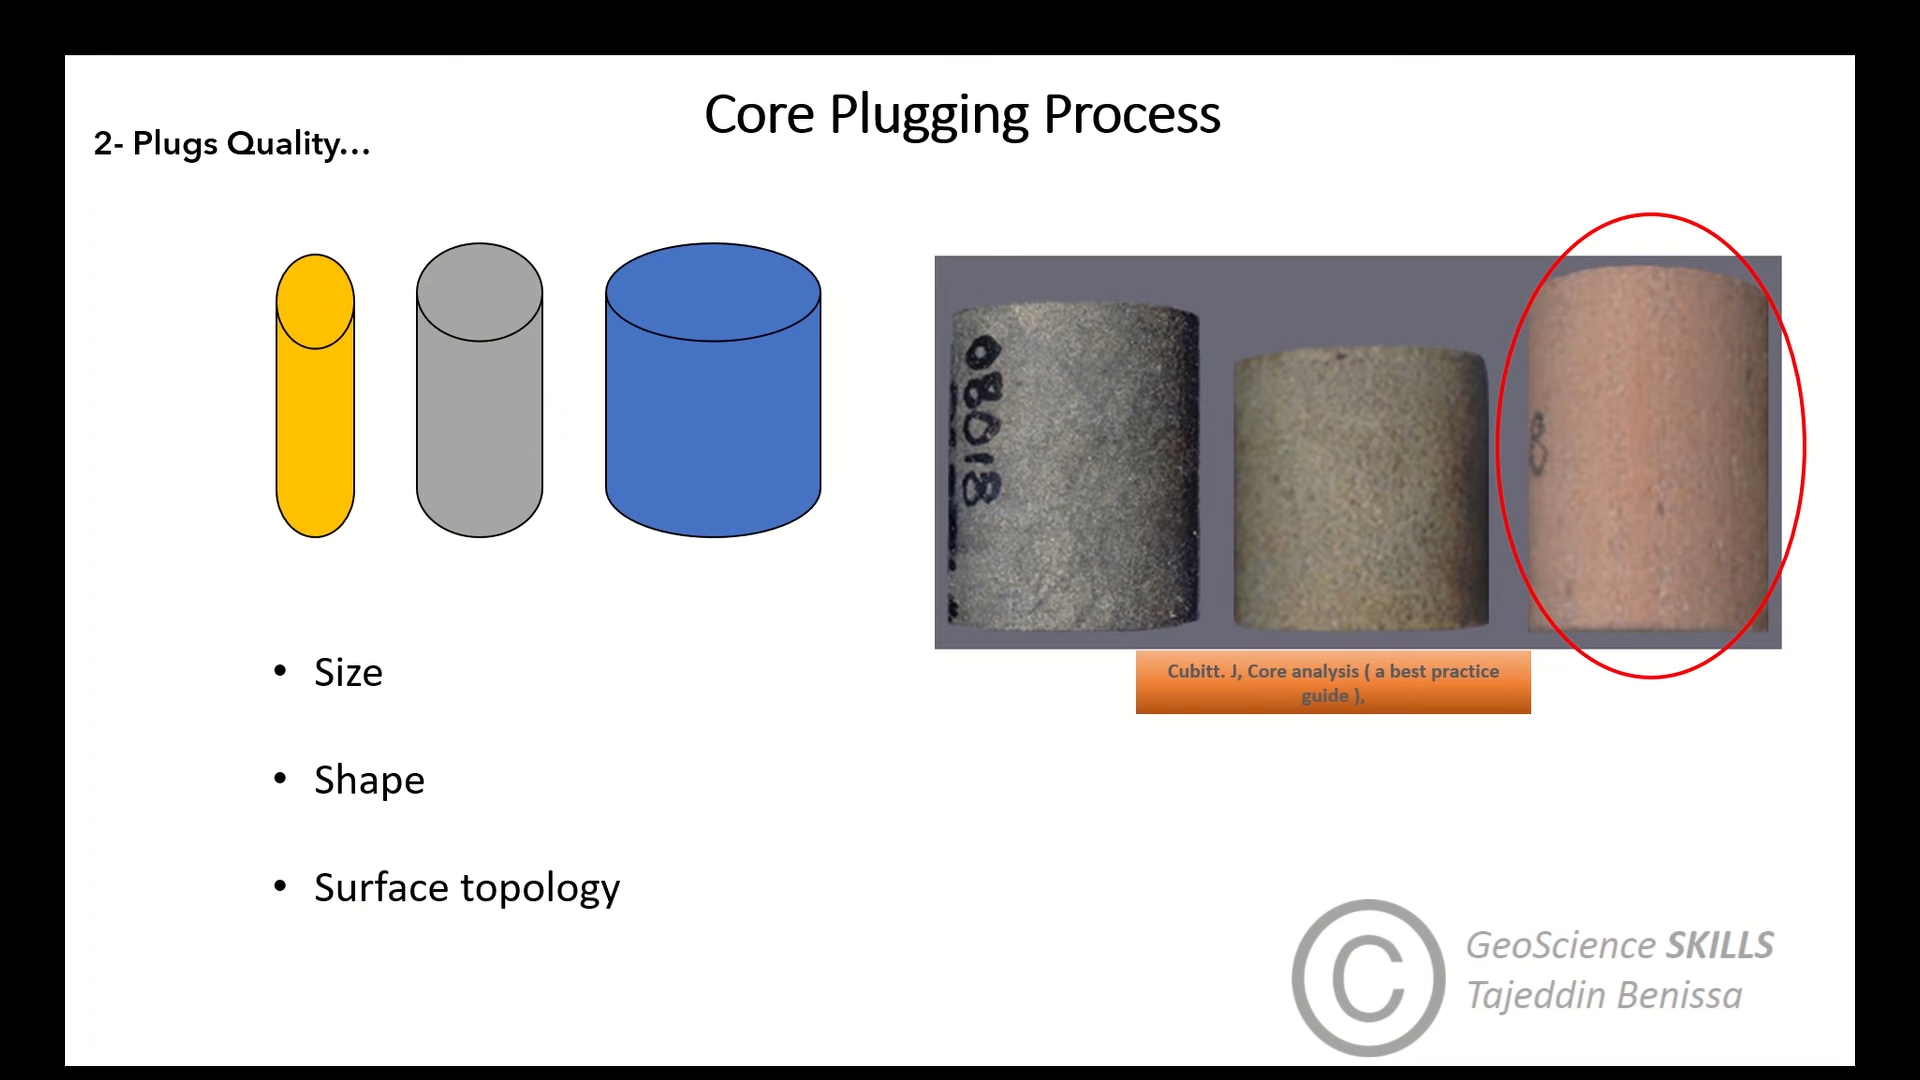 Core Plugging Process
2- Plugs Quality...
08018
8
Cubitt. J, Core analysis ( a best practice
guide ),
• Size
• Shape
• Surface topology
©
GeoScience SKILLS
Tajeddin Benissa